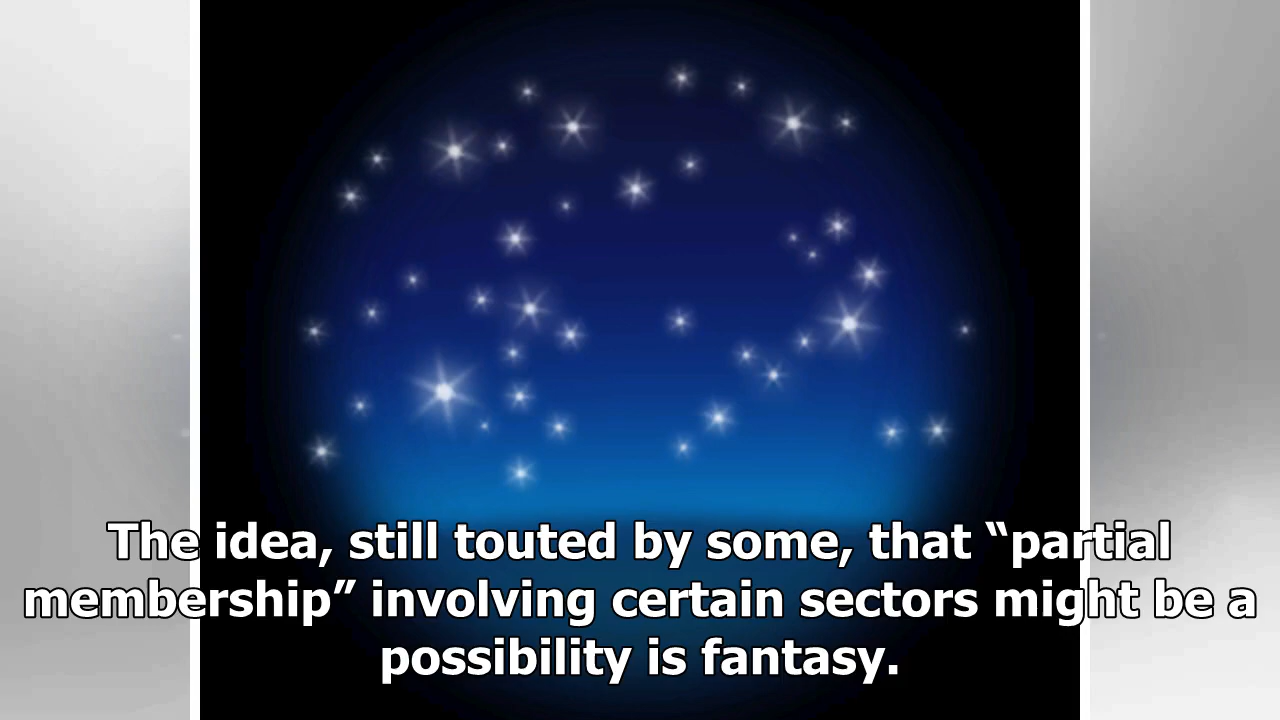 The idea, still touted by some, that “partial
membership” involving certain sectors might be a
possibility is fantasy.